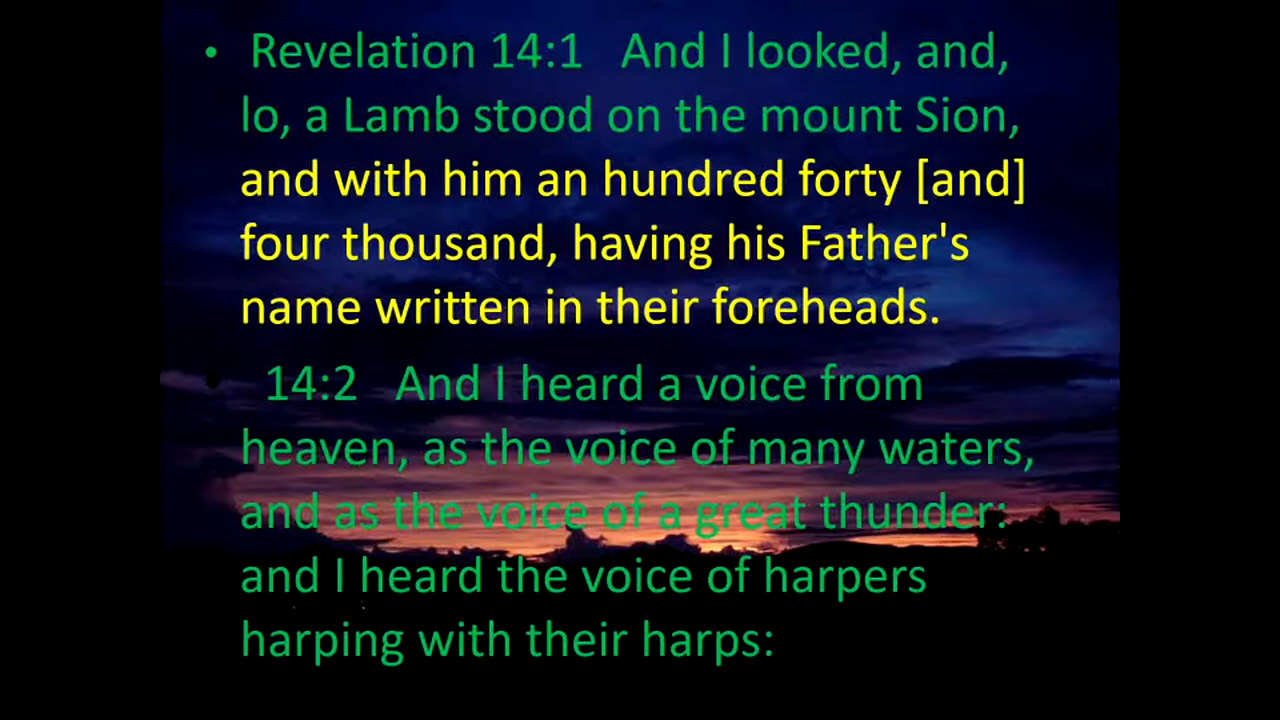 • Revelation 14:1 And I looked, and,
lo, a Lamb stood on the mount Sion,
and with him an hundred forty [and]
four thousand, having his Father's
name written in their foreheads.
• 14:2 And I heard a voice from
heaven, as the voice of many waters,
and as the voice of a great thunder:
and I heard the voice of harpers
harping with their harps: